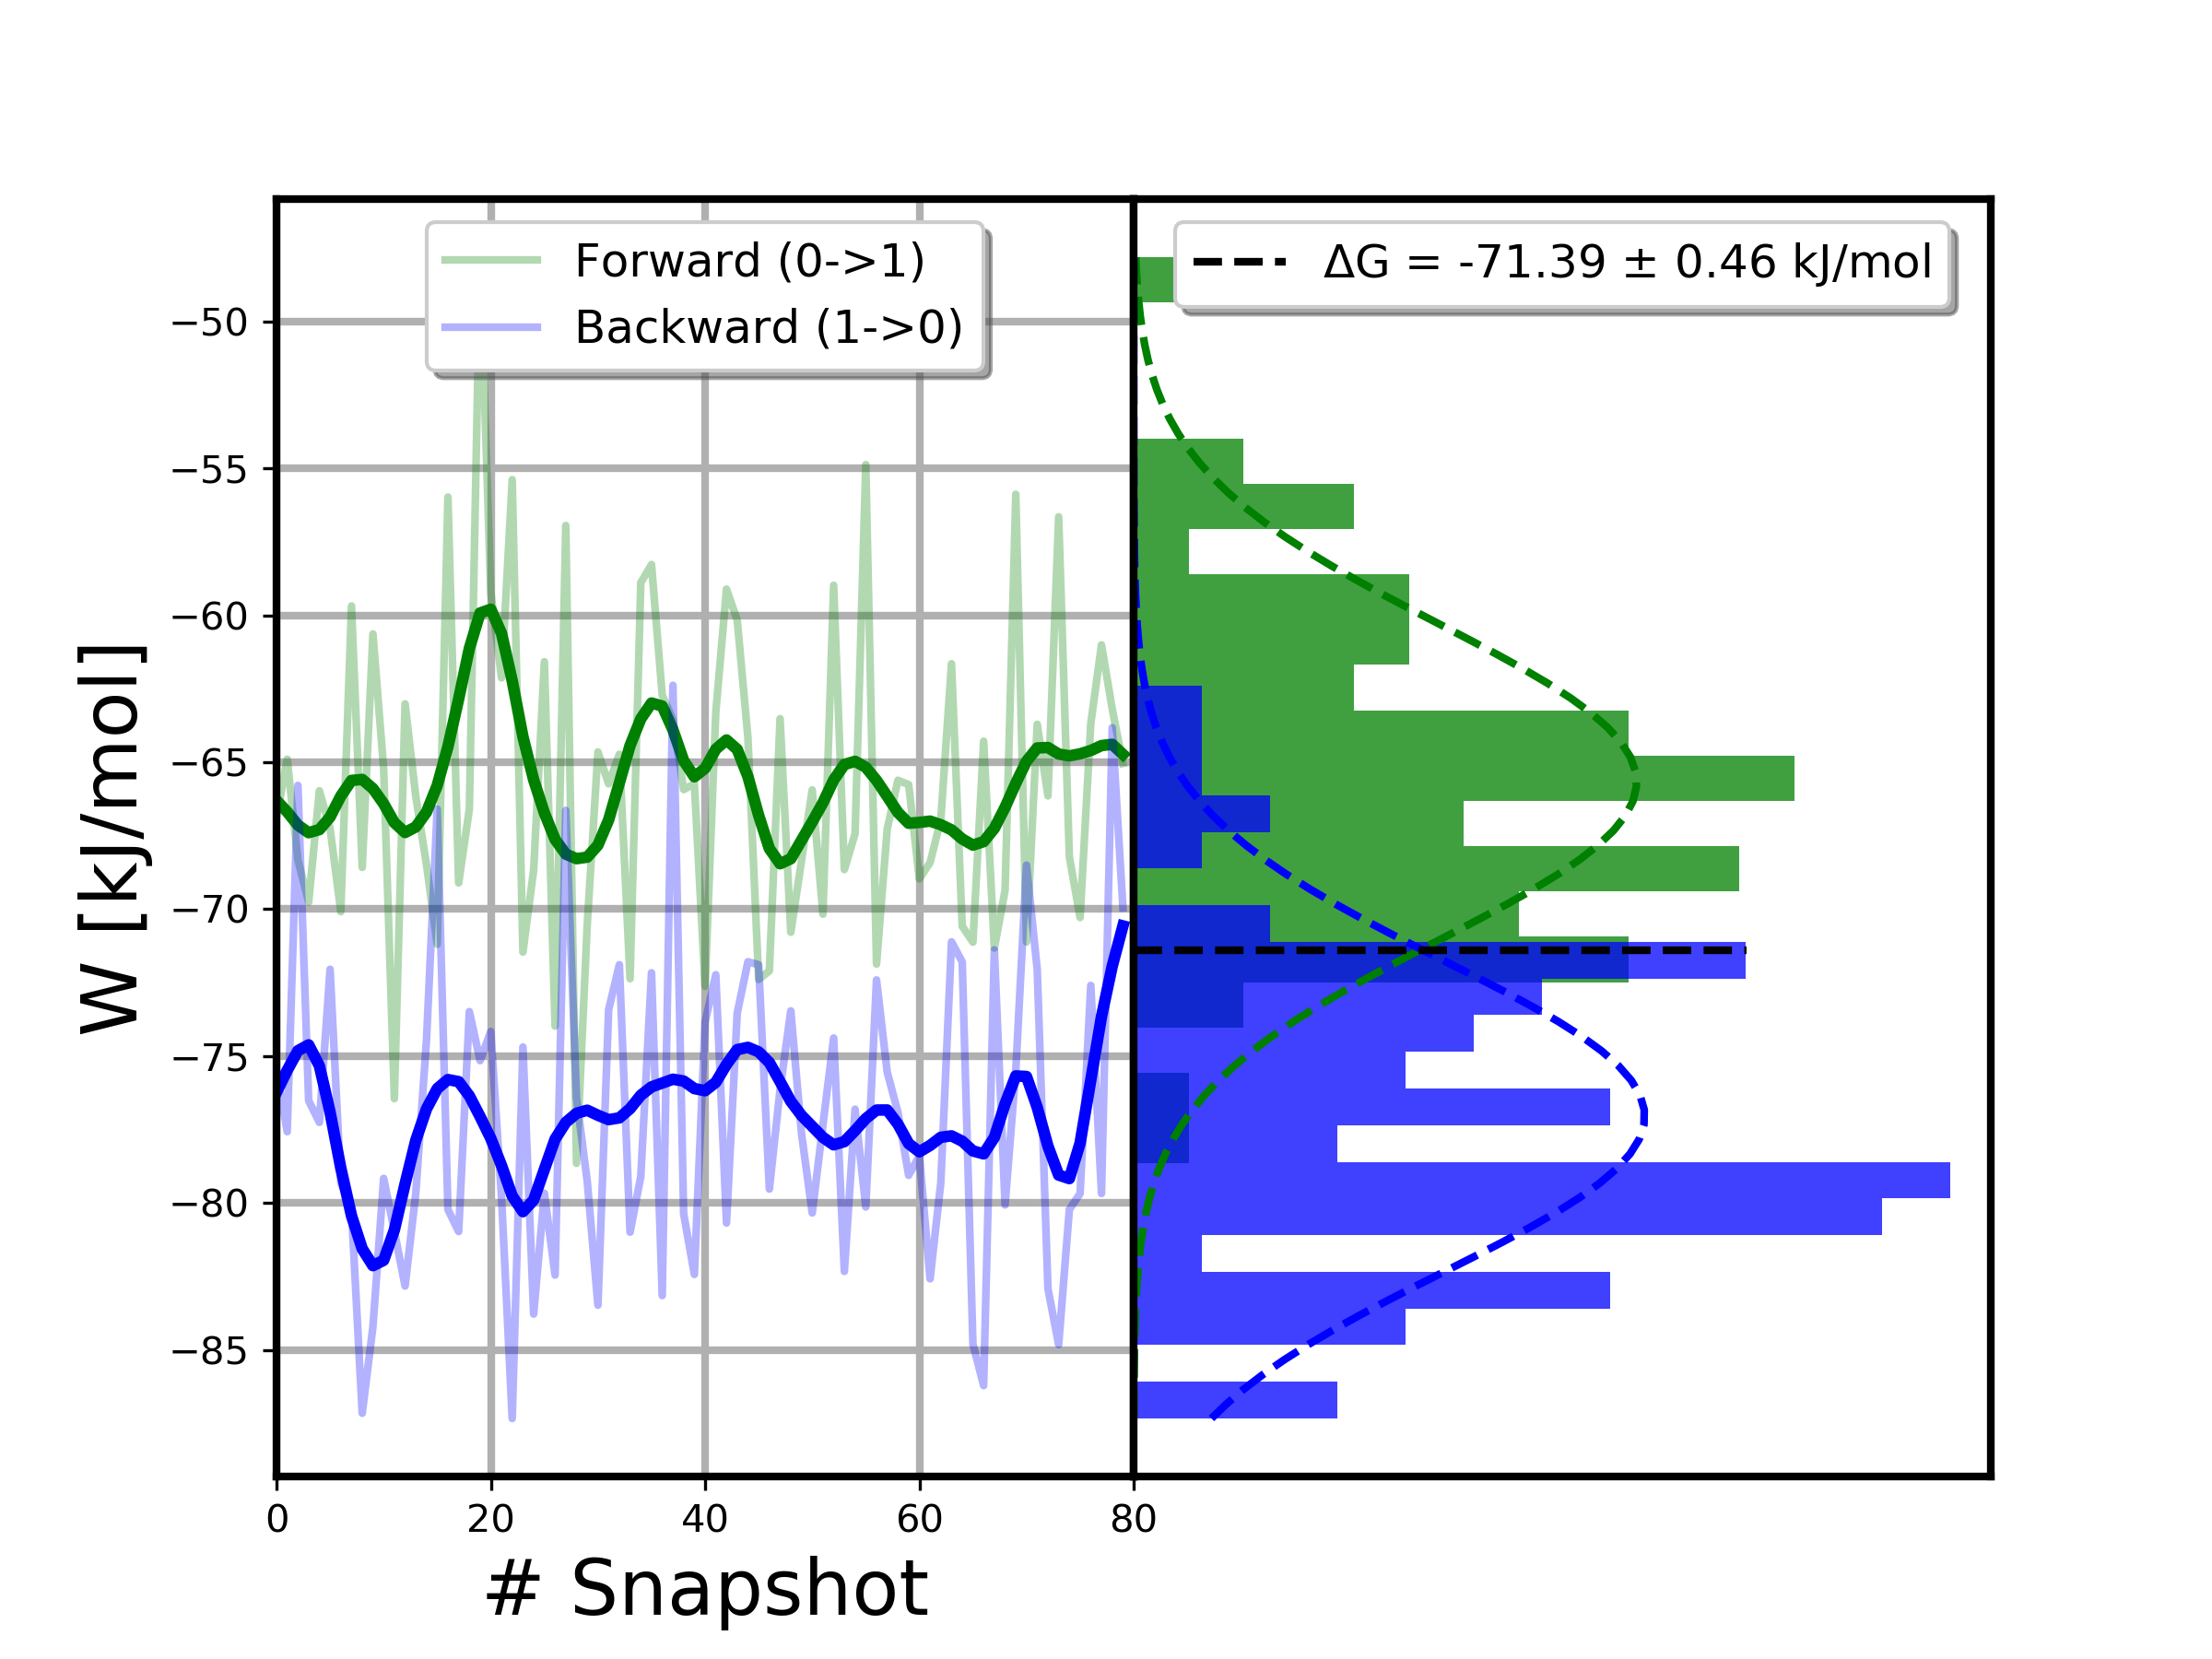 Forward (0->1)
Backward (1->0)
ΔG = -71.39 ± 0.46 kJ/mol
W [kJ/mol]
−50
−55
−60
−65
−70
−75
−80
−85
0 20 40 60 80
# Snapshot